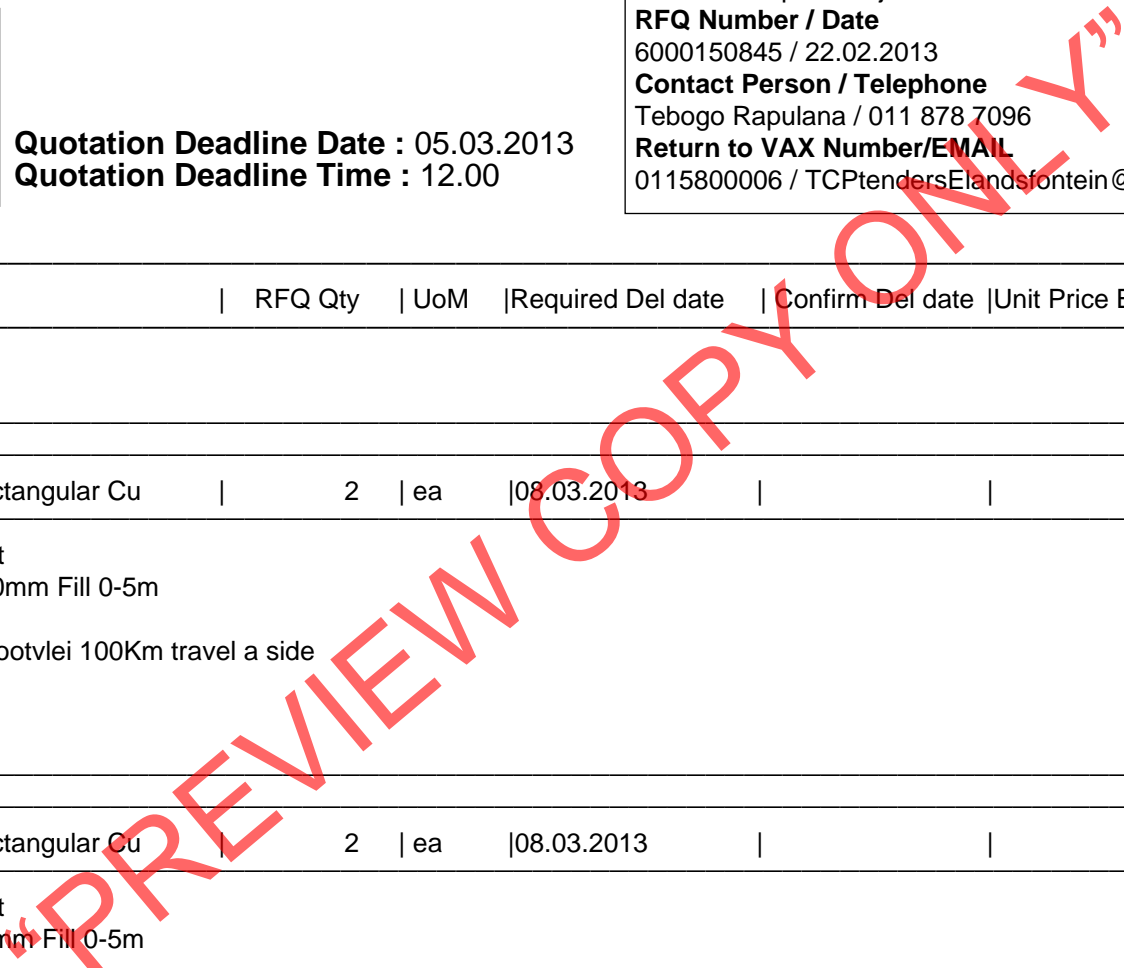 RFQ Number / Date
6000150845 / 22.02.2013
Contact Person / Telephone
Tebogo Rapulana / 011 878 7096
Return to VAX Number/EMAIL
0115800006 / TCPtendersElandsfontein@
Quotation Deadline Date : 05.03.2013
Quotation Deadline Time : 12.00
| RFQ Qty | UoM |Required Del date | Confirm Del date |Unit Price E
ctangular Cu | 2 | ea |08.03.2013 | |
t
0mm Fill 0-5m
ootvlei 100Km travel a side
ctangular Cu | 2 | ea |08.03.2013 | |
t
mm Fill 0-5m
“PREVIEW COPY ONLY”